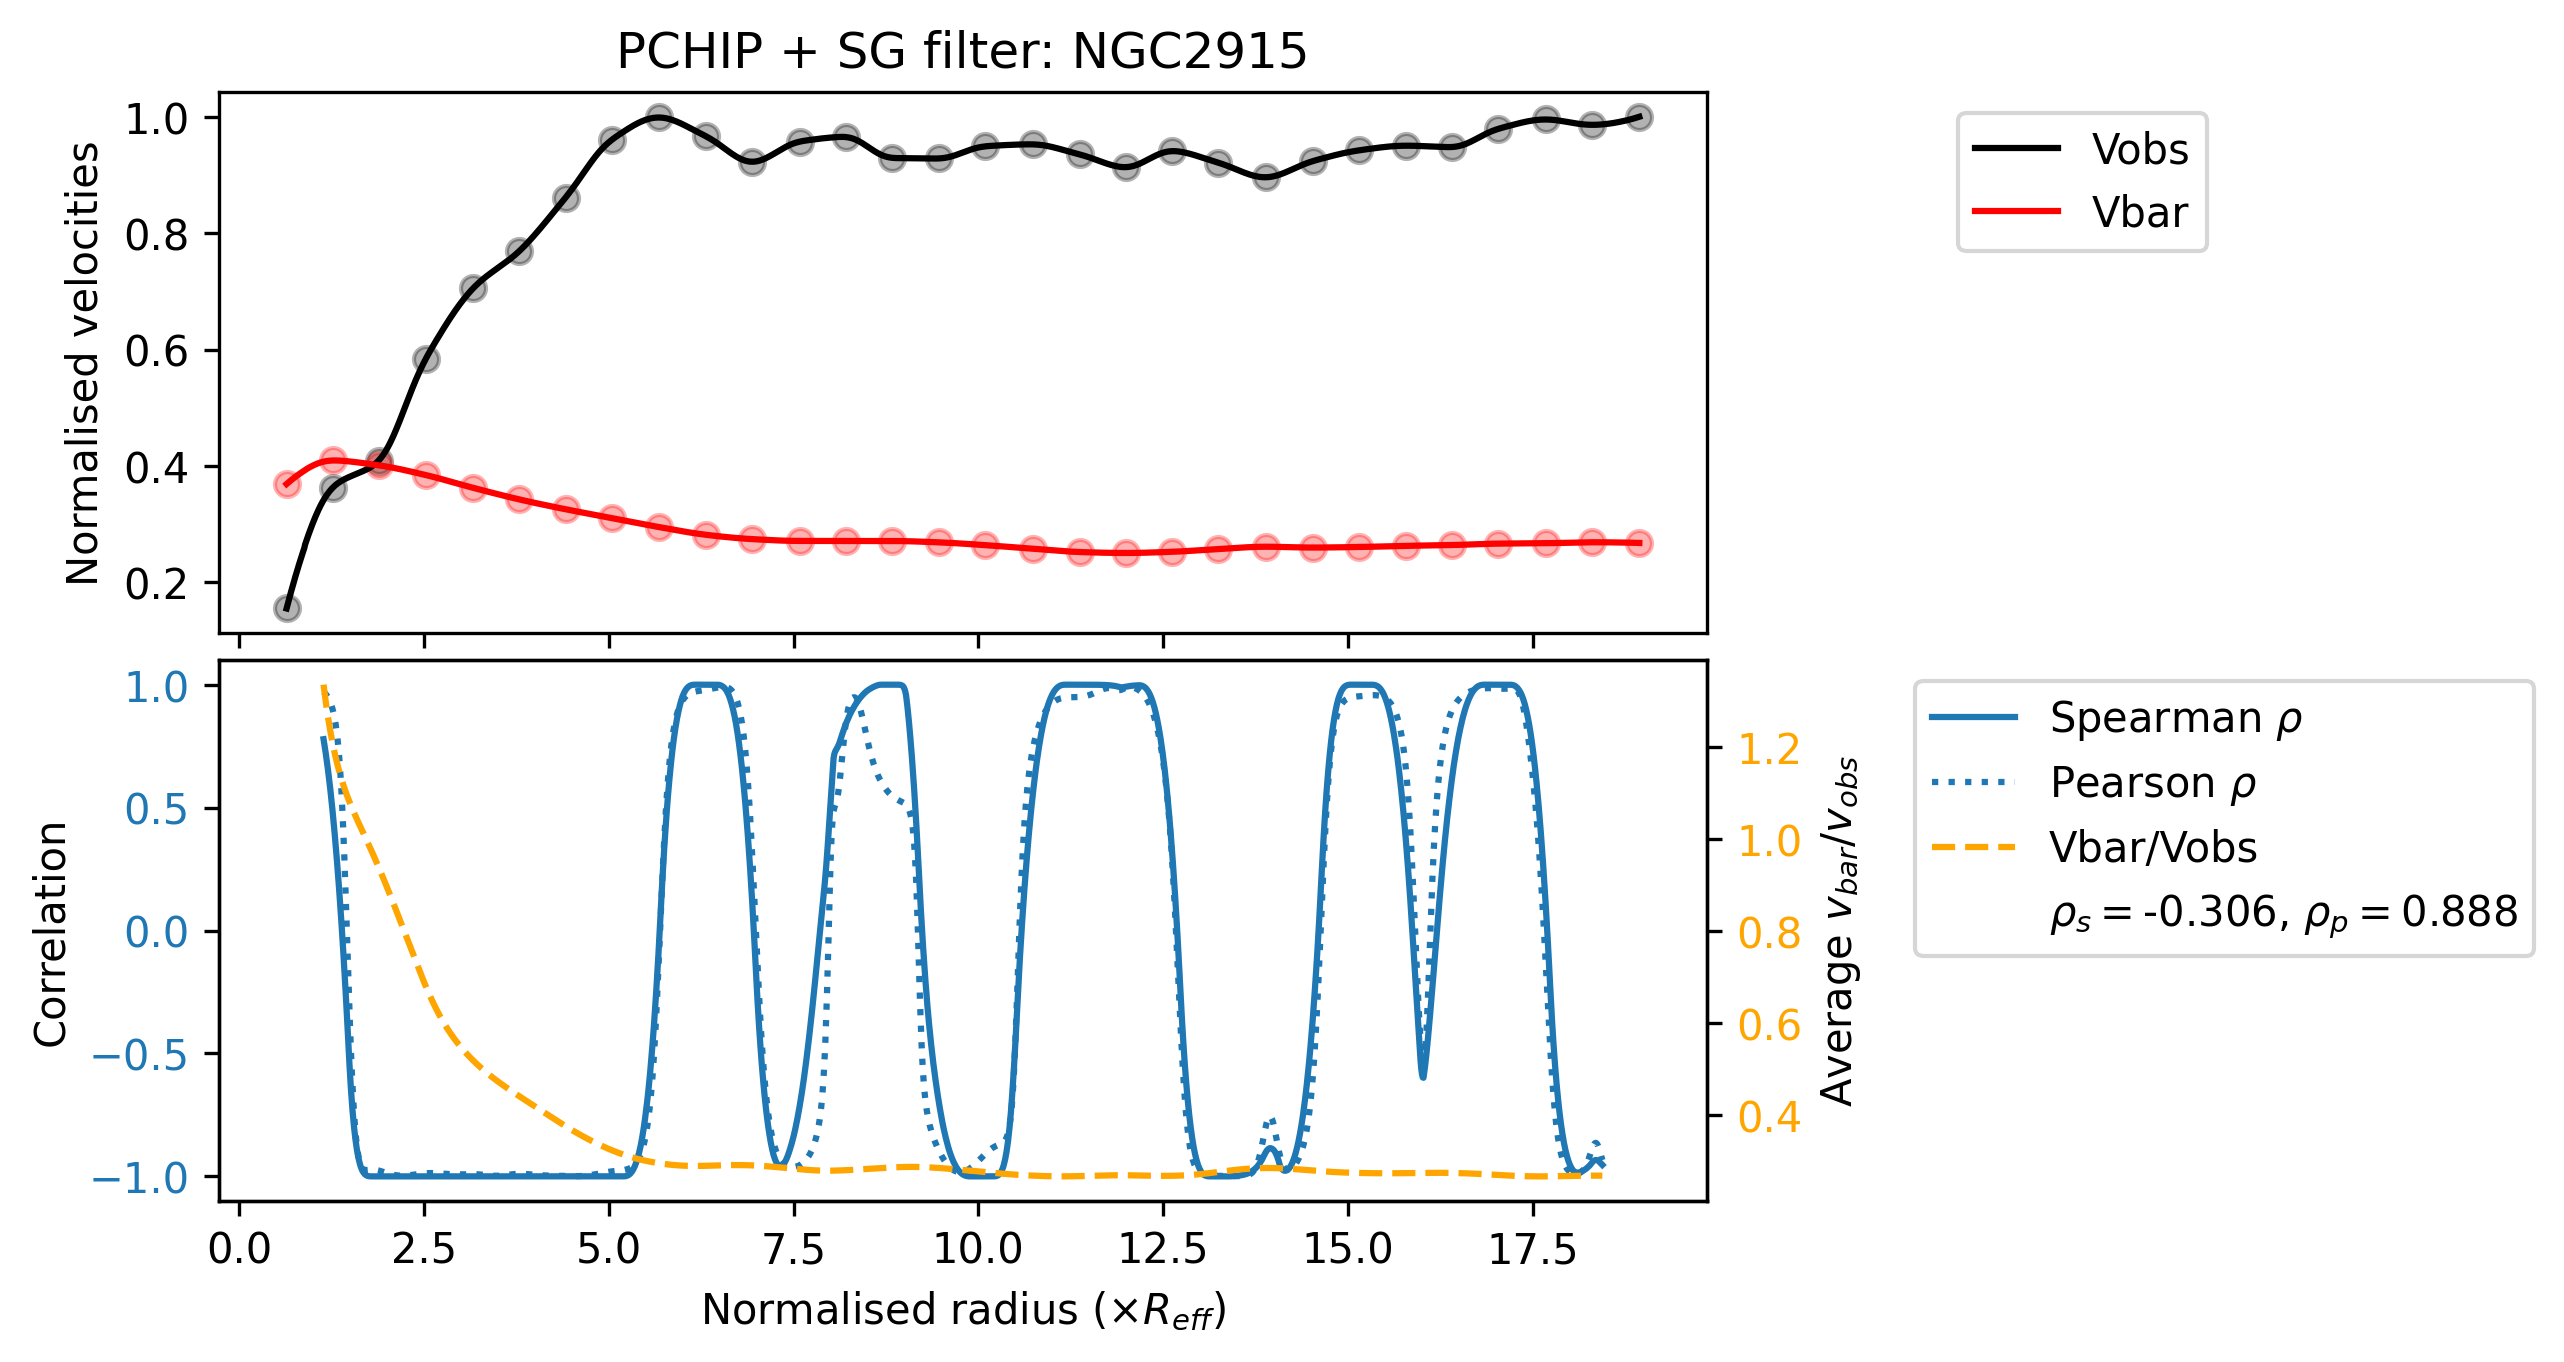 PCHIP + SG filter: NGC2915
Normalised velocities
1.0
0.8
0.6
0.4
0.2
Vobs
Vbar
Correlation
1.0
0.5
0.0
−0.5
−1.0
1.2
1.0
0.8
0.6
0.4
Average v_bar/v_obs
Spearman ρ
Pearson ρ
Vbar/Vobs
ρ_s = -0.306, ρ_p = 0.888
0.0 2.5 5.0 7.5 10.0 12.5 15.0 17.5
Normalised radius (×R_eff)